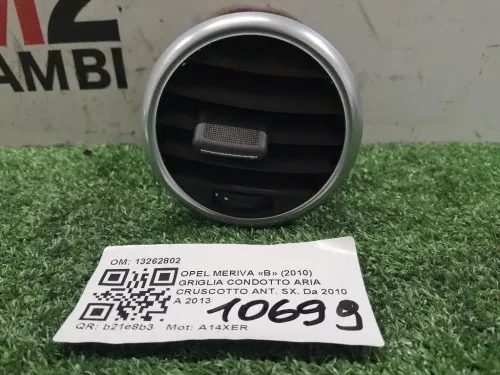 M2
CAMBI
OM: 13262802
OPEL MERIVA «B» (2010)
GRIGLIA CONDOTTO ARIA
CRUSCOTTO ANT. SX. Da 2010
A 2013
10699
QR: b21e8b3 Mot: A14XER